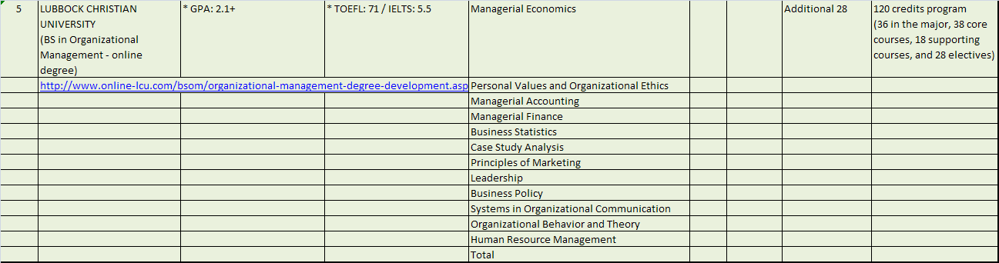 5 LUBBOCK CHRISTIAN * GPA: 2.1+ * TOEFL: 71 / IELTS: 5.5 Managerial Economics Additional 28 120 credits program
UNIVERSITY (36 in the major, 38 core
(BS in Organizational courses, 18 supporting
Management - online courses, and 28 electives)
degree)
http://www.online-lcu.com/bsom/organizational-management-degree-development.asp Personal Values and Organizational Ethics
Managerial Accounting
Managerial Finance
Business Statistics
Case Study Analysis
Principles of Marketing
Leadership
Business Policy
Systems in Organizational Communication
Organizational Behavior and Theory
Human Resource Management
Total